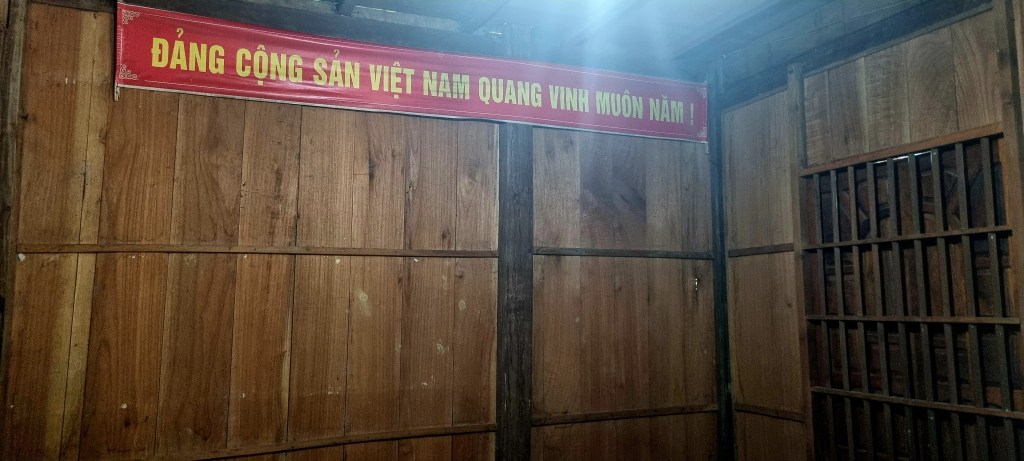 ĐẢNG CỘNG SẢN VIỆT NAM QUANG VINH MUÔN NĂM !